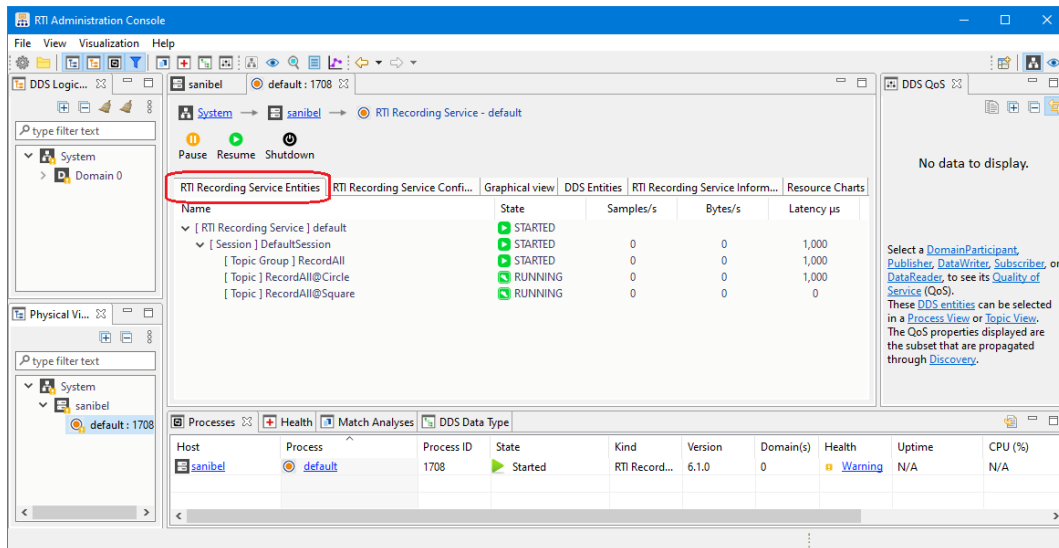 RTI Administration Console
File View Visualization Help
DDS Logic...
type filter text
System
Domain 0
Physical Vi...
type filter text
System
sanibel
default : 1708
sanibel default : 1708
System sanibel RTI Recording Service - default
Pause Resume Shutdown
RTI Recording Service Entities RTI Recording Service Confi... Graphical view DDS Entities RTI Recording Service Inform... Resource Charts
Name State Samples/s Bytes/s Latency µs
[ RTI Recording Service ] default STARTED
[ Session ] DefaultSession STARTED 0 0 1,000
[ Topic Group ] RecordAll STARTED 0 0 1,000
[ Topic ] RecordAll@Circle RUNNING 0 0 1,000
[ Topic ] RecordAll@Square RUNNING 0 0 0
DDS QoS
No data to display.
Select a DomainParticipant,
Publisher, DataWriter, Subscriber, or
DataReader, to see its Quality of
Service (QoS).
These DDS entities can be selected
in a Process View or Topic View.
The QoS properties displayed are
the subset that are propagated
through Discovery.
Processes Health Match Analyses DDS Data Type
Host Process Process ID State Kind Version Domain(s) Health Uptime CPU (%)
sanibel default 1708 Started RTI Record... 6.1.0 0 Warning N/A N/A